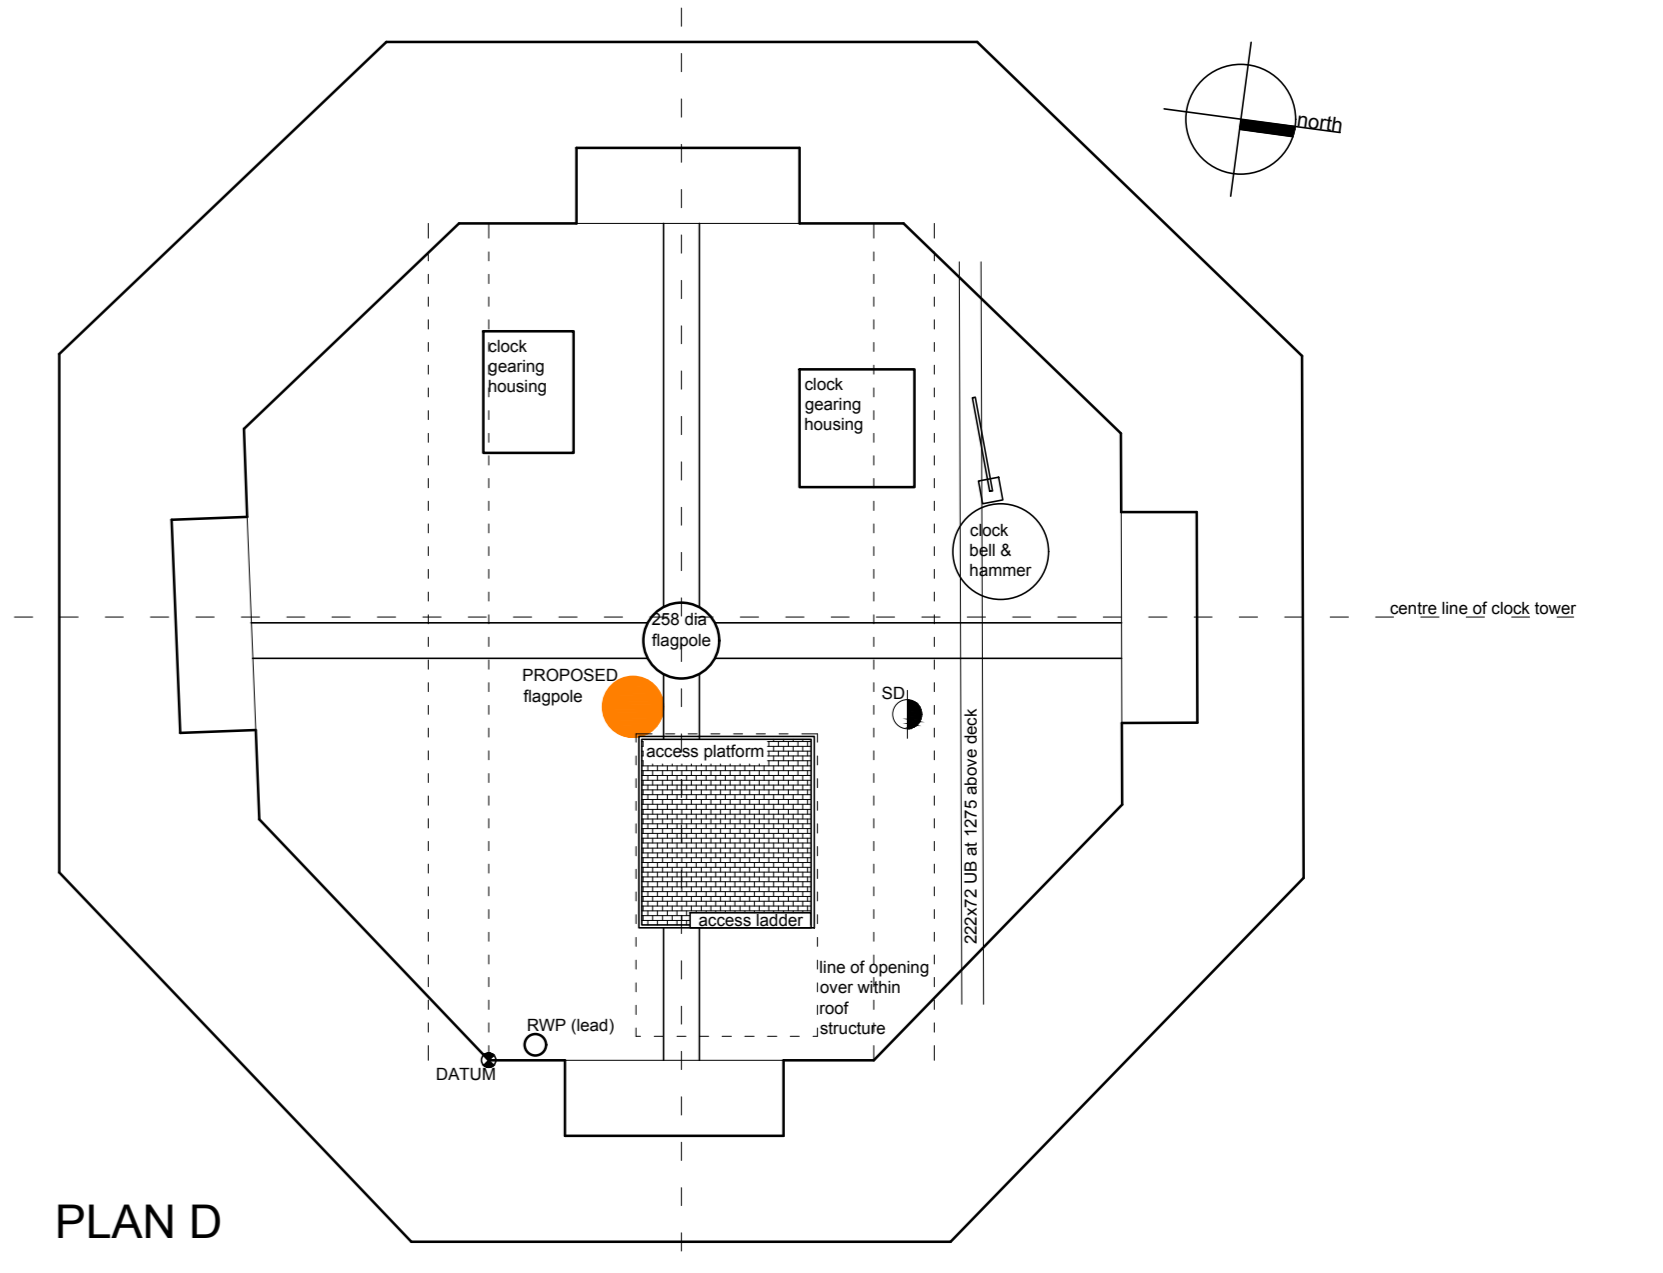 north
clock
gearing
housing
clock
gearing
housing
clock
bell &
hammer
centre line of clock tower
258 dia
flagpole
PROPOSED
flagpole
SD
access platform
222x72 UB at 1275 above deck
access ladder
line of opening
over within
roof
structure
RWP (lead)
DATUM
PLAN D